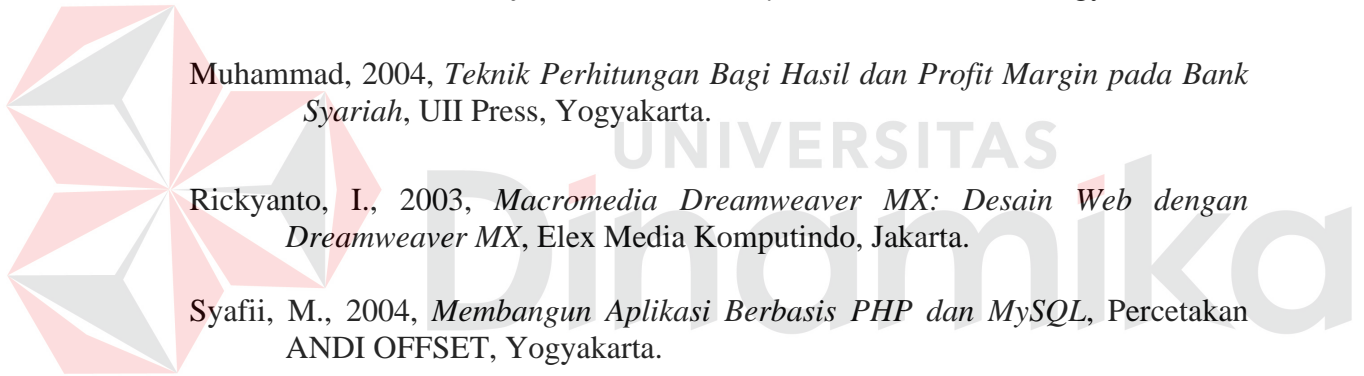 Muhammad, 2004, Teknik Perhitungan Bagi Hasil dan Profit Margin pada Bank
Syariah, UII Press, Yogyakarta.
UNIVERSITAS
Dinamika
Rickyanto, I., 2003, Macromedia Dreamweaver MX: Desain Web dengan
Dreamweaver MX, Elex Media Komputindo, Jakarta.
Syafii, M., 2004, Membangun Aplikasi Berbasis PHP dan MySQL, Percetakan
ANDI OFFSET, Yogyakarta.